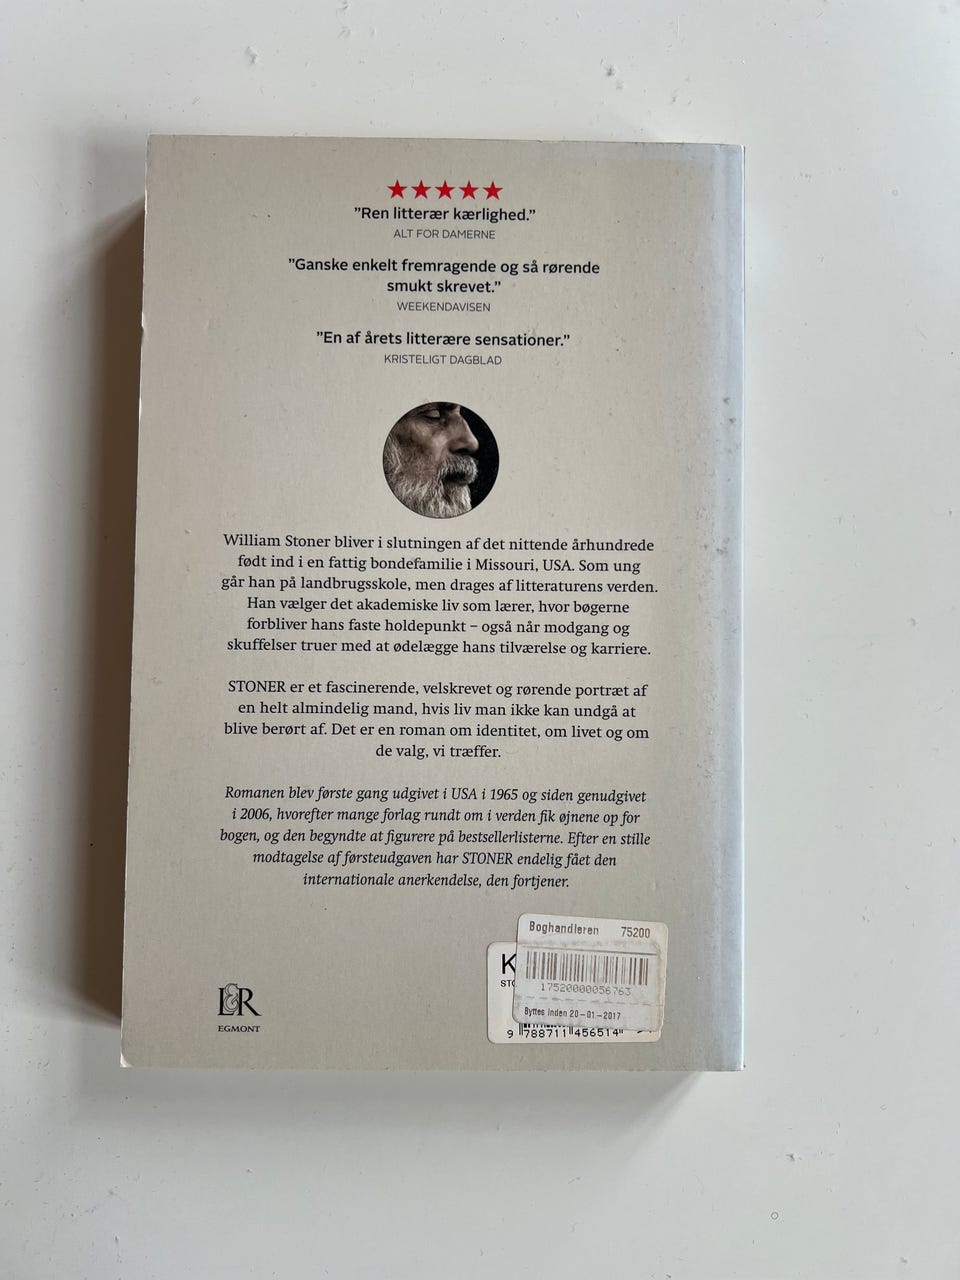 ”Ren litterær kærlighed.”
ALT FOR DAMERNE
”Ganske enkelt fremragende og så rørende
smukt skrevet.”
WEEKENDAVISEN
”En af årets litterære sensationer.”
KRISTELIGT DAGBLAD
William Stoner bliver i slutningen af det nittende århundrede
født ind i en fattig bondefamilie i Missouri, USA. Som ung
går han på landbrugsskole, men drages af litteraturens verden.
Han vælger det akademiske liv som lærer, hvor bøgerne
forbliver hans faste holdepunkt – også når modgang og
skuffelser truer med at ødelægge hans tilværelse og karriere.
STONER er et fascinerende, velskrevet og rørende portræt af
en helt almindelig mand, hvis liv man ikke kan undgå at
blive berørt af. Det er en roman om identitet, om livet og om
de valg, vi træffer.
Romanen blev første gang udgivet i USA i 1965 og siden genudgivet
i 2006, hvorefter mange forlag rundt om i verden fik øjnene op for
bogen, og den begyndte at figurere på bestsellerlisterne. Efter en stille
modtagelse af førsteudgaven har STONER endelig fået den
internationale anerkendelse, den fortjener.
Boghandleren 75200
17520000056763
Byttes inden 20-01-2017
K
STO
9 788711 456514
L&R
EGMONT